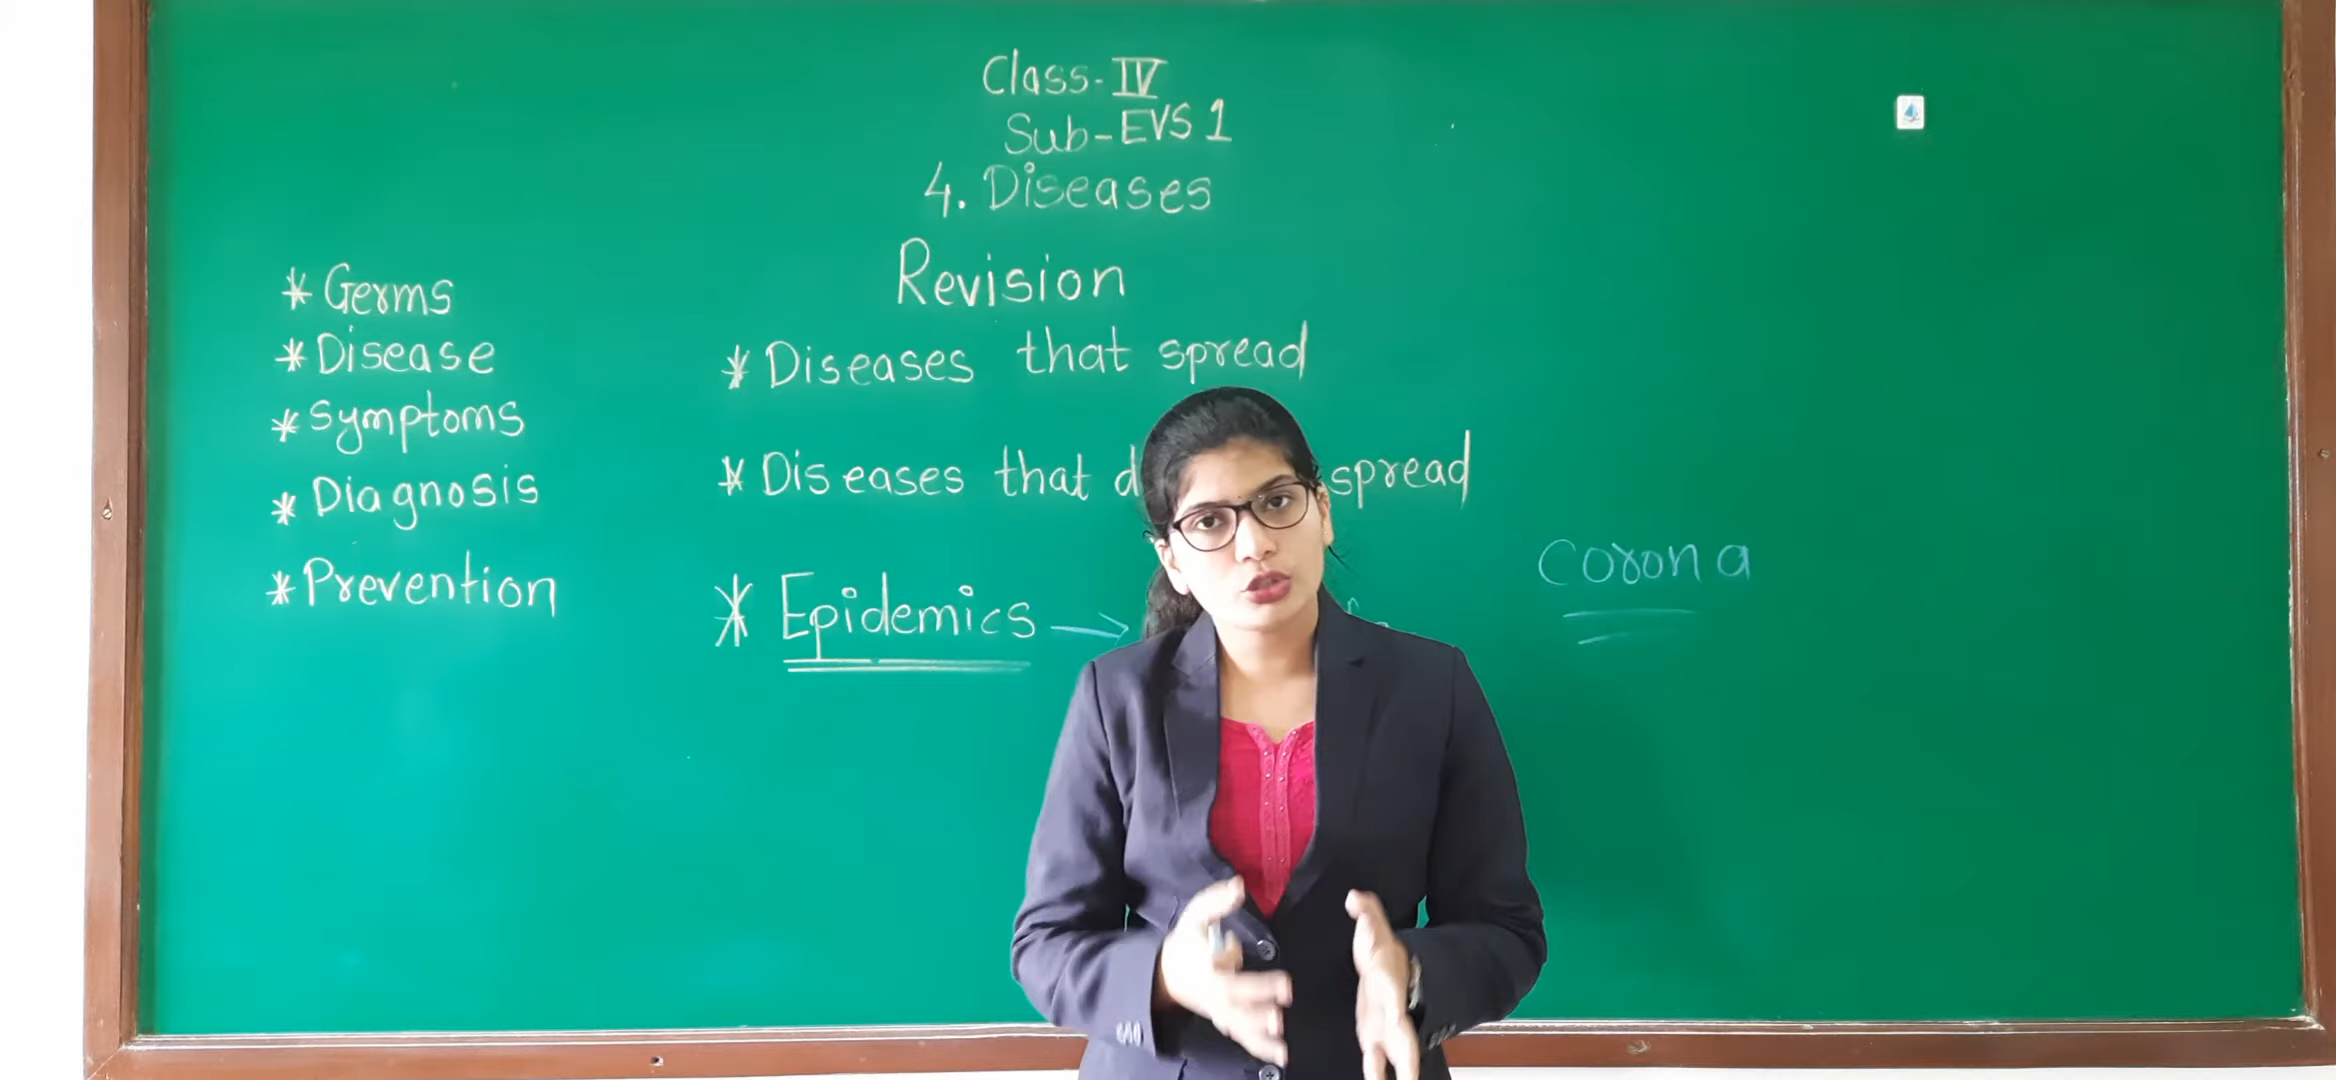 Class-IV
Sub-EVS 1
4. Diseases
Revision
* Germs
* Disease
* Symptoms
* Diagnosis
* Prevention
* Diseases that spread
* Diseases that spread
* Epidemics →
corona